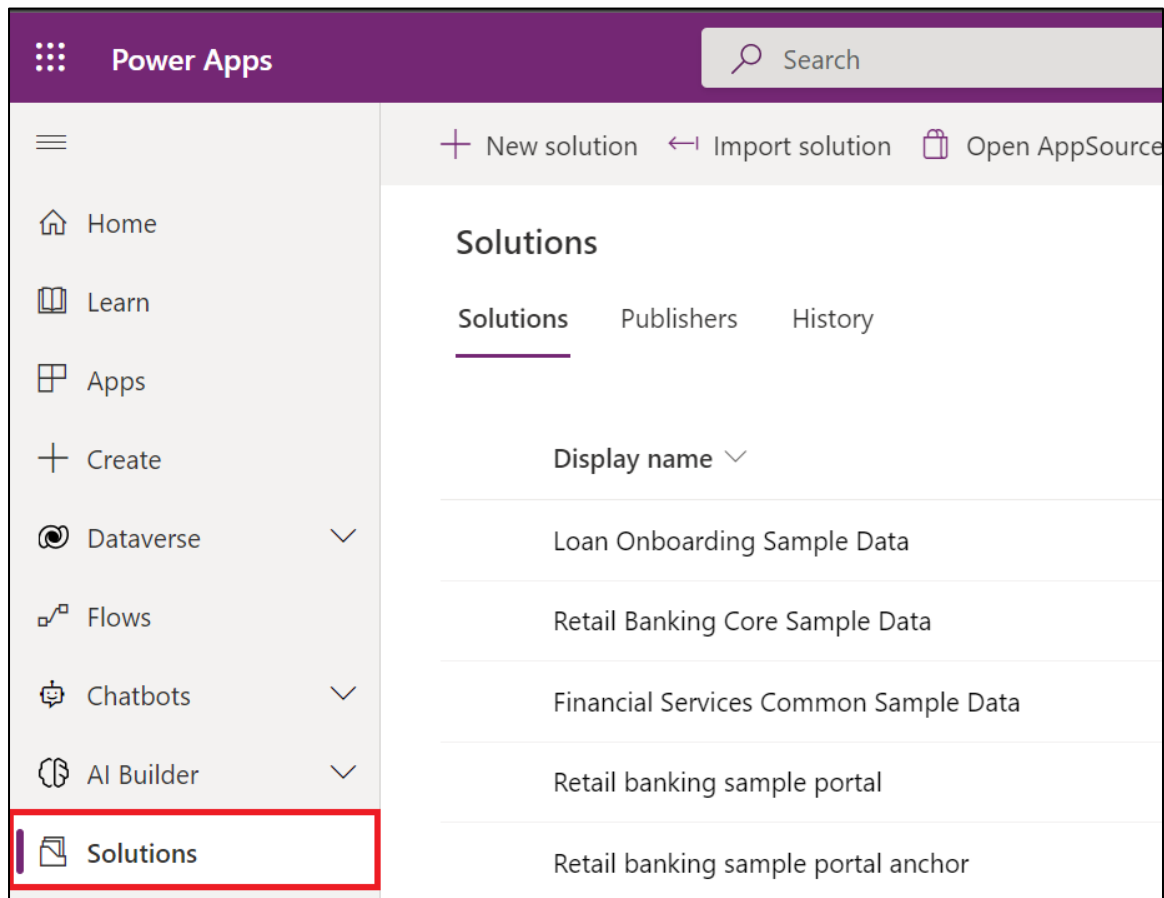 Power Apps
Search
New solution
Import solution
Open AppSource
Home
Learn
Apps
Create
Dataverse
Flows
Chatbots
AI Builder
Solutions
Solutions
Solutions
Publishers
History
Display name
Loan Onboarding Sample Data
Retail Banking Core Sample Data
Financial Services Common Sample Data
Retail banking sample portal
Retail banking sample portal anchor